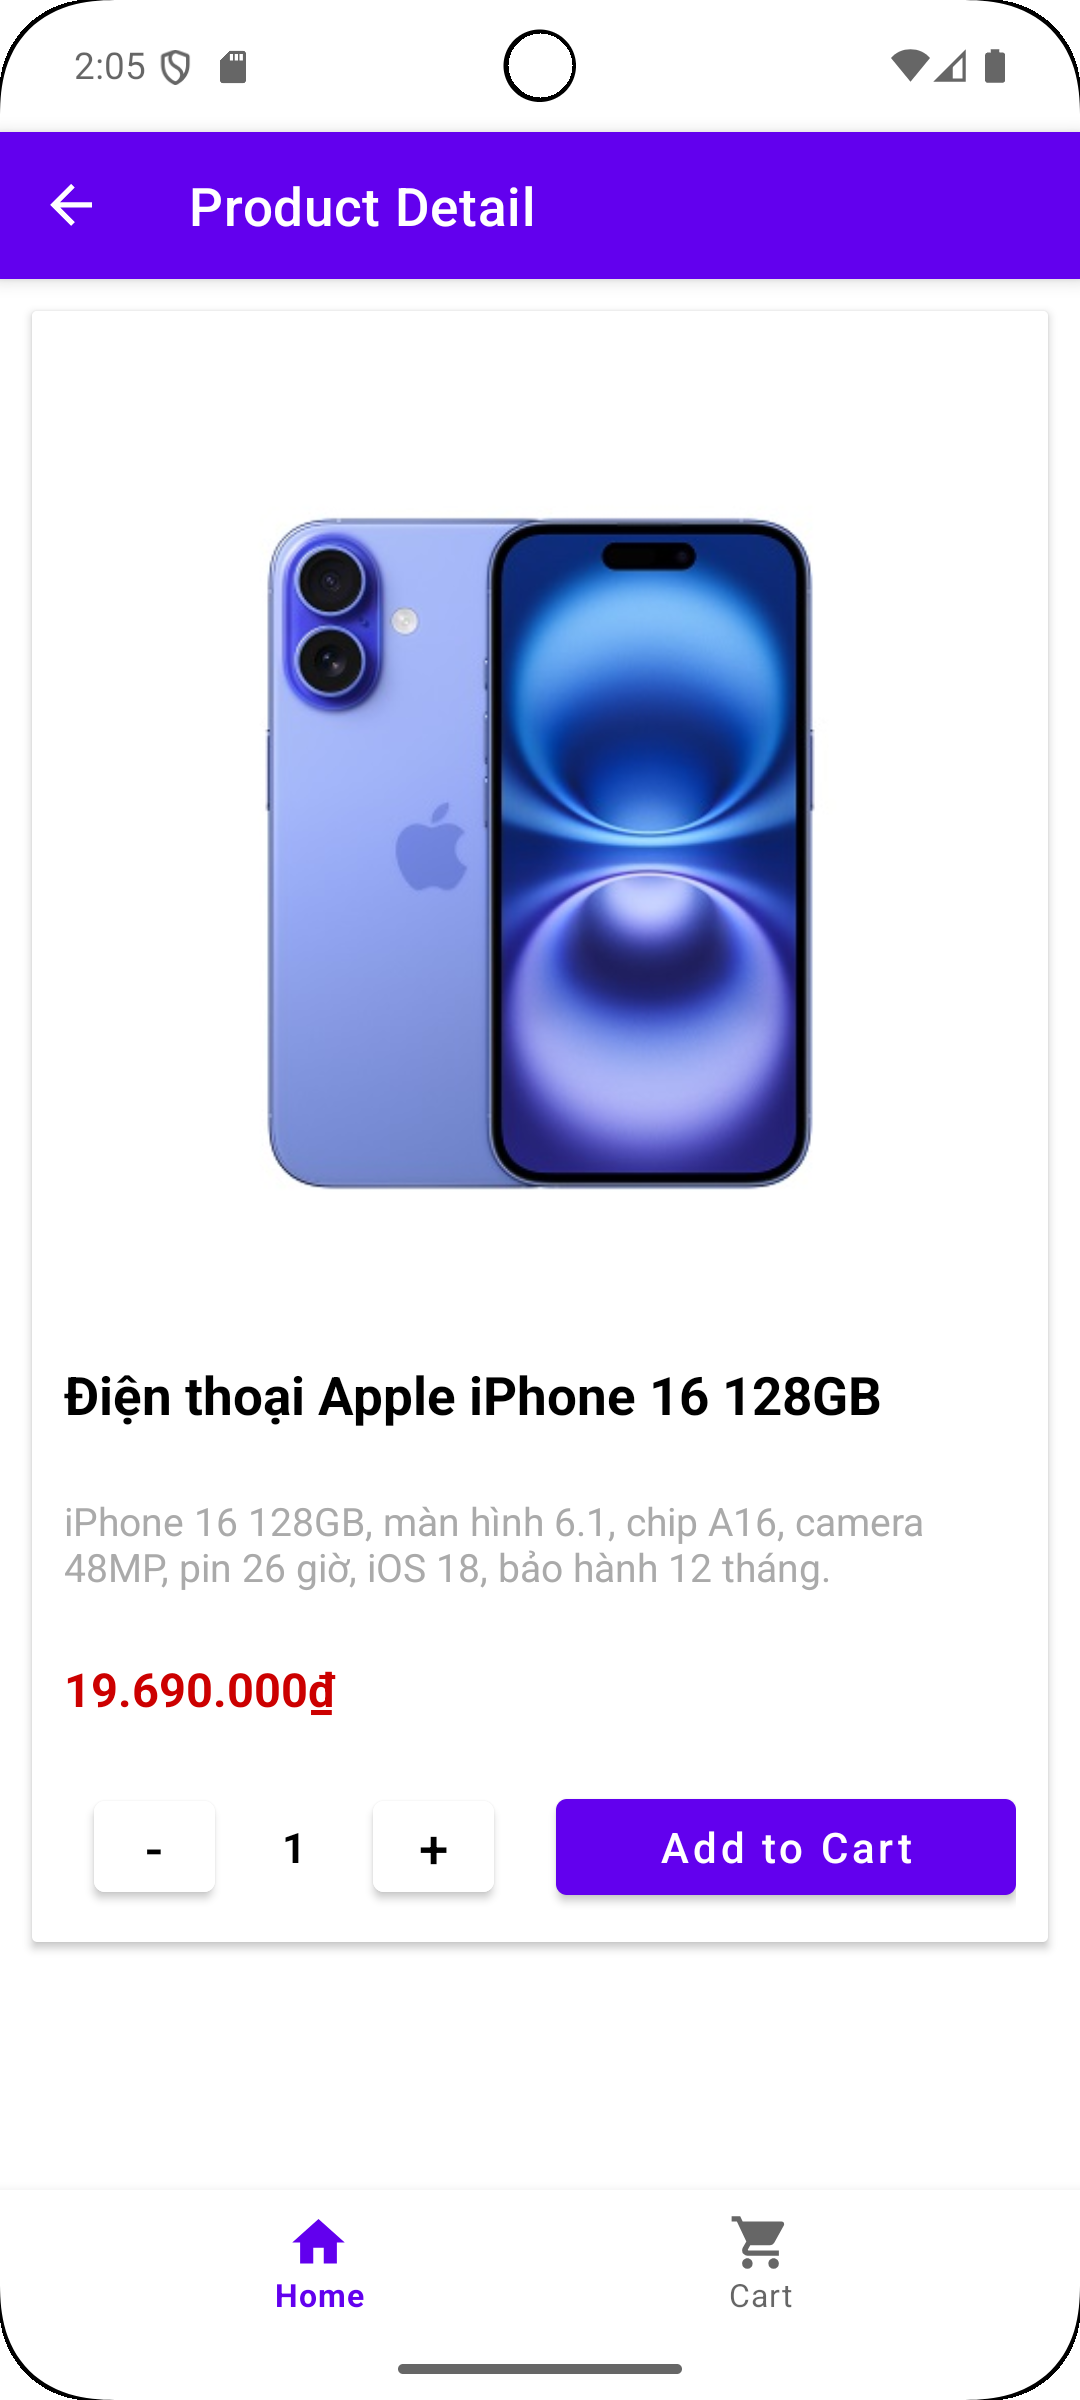 2:05
Product Detail
Điện thoại Apple iPhone 16 128GB
iPhone 16 128GB, màn hình 6.1, chip A16, camera
48MP, pin 26 giờ, iOS 18, bảo hành 12 tháng.
19.690.000₫
- 1 + Add to Cart
Home Cart